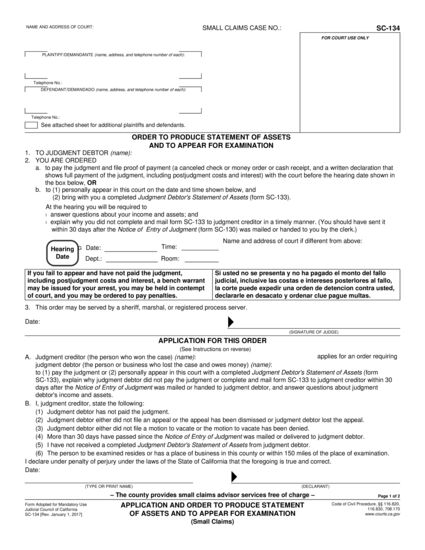 NAME AND ADDRESS OF COURT: SMALL CLAIMS CASE NO.: SC-134
FOR COURT USE ONLY
PLAINTIFF/DEMANDANTE (name, address, and telephone number of each):
Telephone No.:
DEFENDANT/DEMANDADO (name, address, and telephone number of each):
Telephone No.:
See attached sheet for additional plaintiffs and defendants.
ORDER TO PRODUCE STATEMENT OF ASSETS
AND TO APPEAR FOR EXAMINATION
1. TO JUDGMENT DEBTOR (name):
2. YOU ARE ORDERED
a. to pay the judgment and file proof of payment (a canceled check or money order or cash receipt, and a written declaration that
shows full payment of the judgment, including postjudgment costs and interest) with the court before the hearing date shown in
the box below, OR
b. to (1) personally appear in this court on the date and time shown below, and
(2) bring with you a completed Judgment Debtor's Statement of Assets (form SC-133).
At the hearing you will be required to
› answer questions about your income and assets; and
› explain why you did not complete and mail form SC-133 to judgment creditor in a timely manner. (You should have sent it
within 30 days after the Notice of Entry of Judgment (form SC-130) was mailed or handed to you by the clerk.)
Name and address of court if different from above:
Hearing Date: Time:
Date Dept.: Room:
If you fail to appear and have not paid the judgment,
including postjudgment costs and interest, a bench warrant
may be issued for your arrest, you may be held in contempt
of court, and you may be ordered to pay penalties.
Si usted no se presenta y no ha pagado el monto del fallo
judicial, inclusive las costas e intereses posteriores al fallo,
la corte puede expedir una orden de detencion contra usted,
declararle en desacato y ordenar clue pague multas.
3. This order may be served by a sheriff, marshal, or registered process server.
Date:
(SIGNATURE OF JUDGE)
APPLICATION FOR THIS ORDER
(See Instructions on reverse)
A. Judgment creditor (the person who won the case) (name): applies for an order requiring
judgment debtor (the person or business who lost the case and owes money) (name):
to (1) pay the judgment or (2) personally appear in this court with a completed Judgment Debtor's Statement of Assets (form
SC-133), explain why judgment debtor did not pay the judgment or complete and mail form SC-133 to judgment creditor within 30
days after the Notice of Entry of Judgment was mailed or handed to judgment debtor, and answer questions about judgment
debtor's income and assets.
B. I, judgment creditor, state the following:
(1) Judgment debtor has not paid the judgment.
(2) Judgment debtor either did not file an appeal or the appeal has been dismissed or judgment debtor lost the appeal.
(3) Judgment debtor either did not file a motion to vacate or the motion to vacate has been denied.
(4) More than 30 days have passed since the Notice of Entry of Judgment was mailed or delivered to judgment debtor.
(5) I have not received a completed Judgment Debtor's Statement of Assets from judgment debtor.
(6) The person to be examined resides or has a place of business in this county or within 150 miles of the place of examination.
I declare under penalty of perjury under the laws of the State of California that the foregoing is true and correct.
Date:
(TYPE OR PRINT NAME) (DECLARANT)
– The county provides small claims advisor services free of charge – Page 1 of 2
Form Adopted for Mandatory Use
Judicial Council of California
SC-134 [Rev. January 1, 2017]
APPLICATION AND ORDER TO PRODUCE STATEMENT
OF ASSETS AND TO APPEAR FOR EXAMINATION
(Small Claims)
Code of Civil Procedure, §§ 116.820,
116.830, 708.170
www.courts.ca.gov